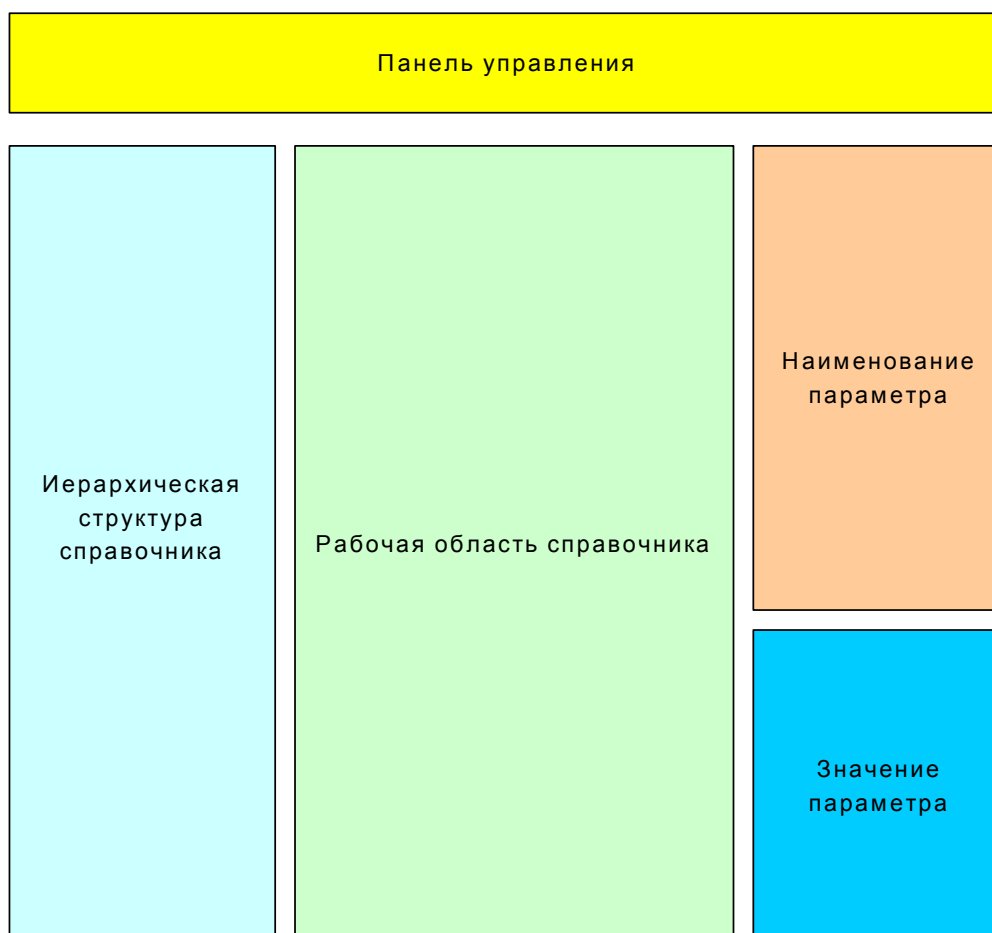 Панель управления
Иерархическая
структура
справочника
Рабочая область справочника
Наименование
параметра
Значение
параметра